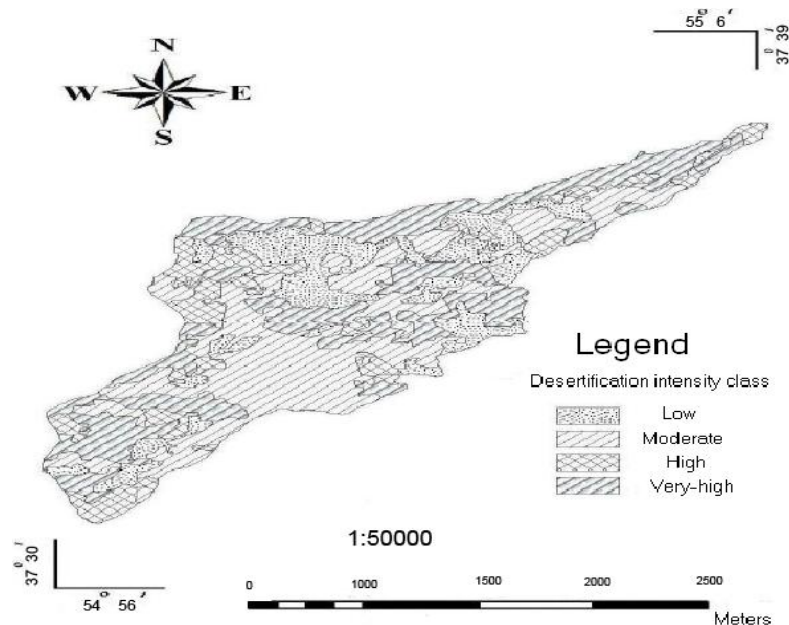 55° 6′
37° 39′
N
W E
S
Legend
Desertification intensity class
Low
Moderate
High
Very-high
1:50000
37° 30′
54° 56′
0 1000 1500 2000 2500
Meters